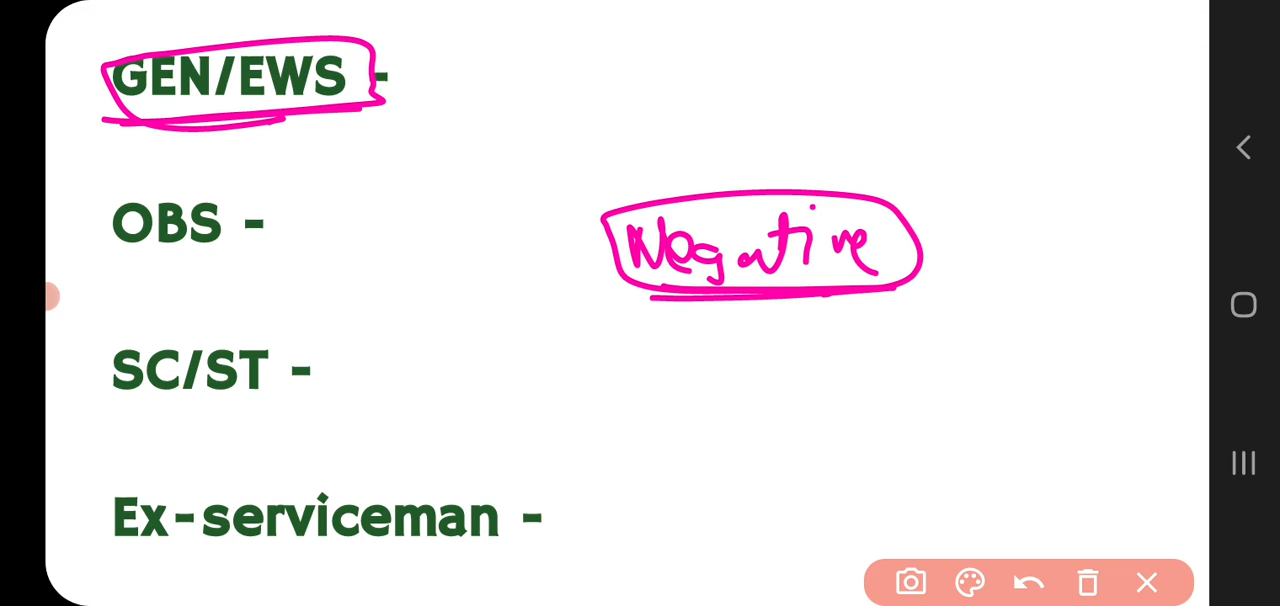 GEN/EWS -
OBS -
Negative
SC/ST -
Ex-serviceman -